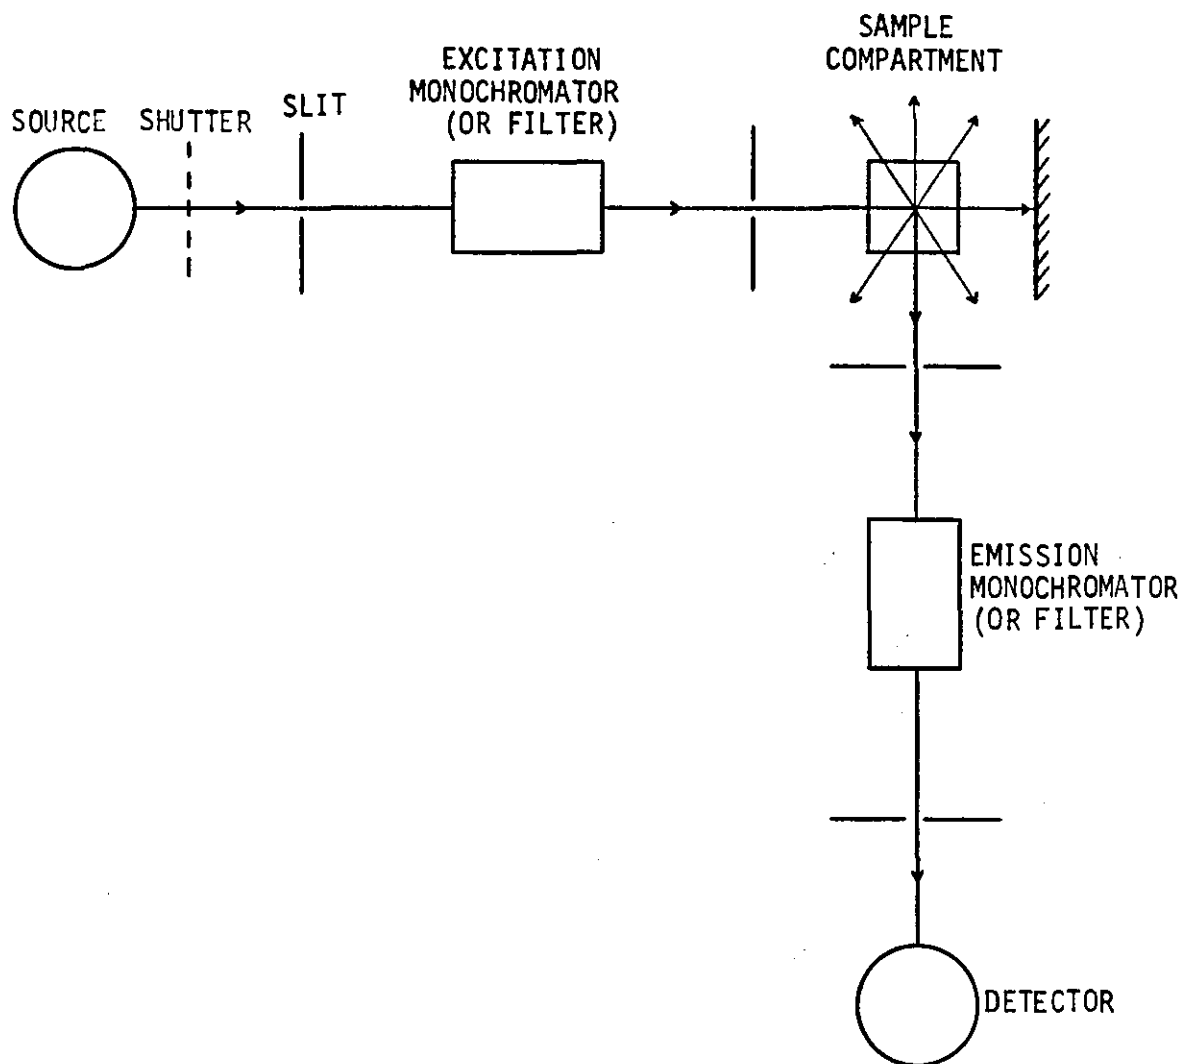 SAMPLE
COMPARTMENT
EXCITATION
MONOCHROMATOR
(OR FILTER)
SLIT
SOURCE
SHUTTER
EMISSION
MONOCHROMATOR
(OR FILTER)
DETECTOR